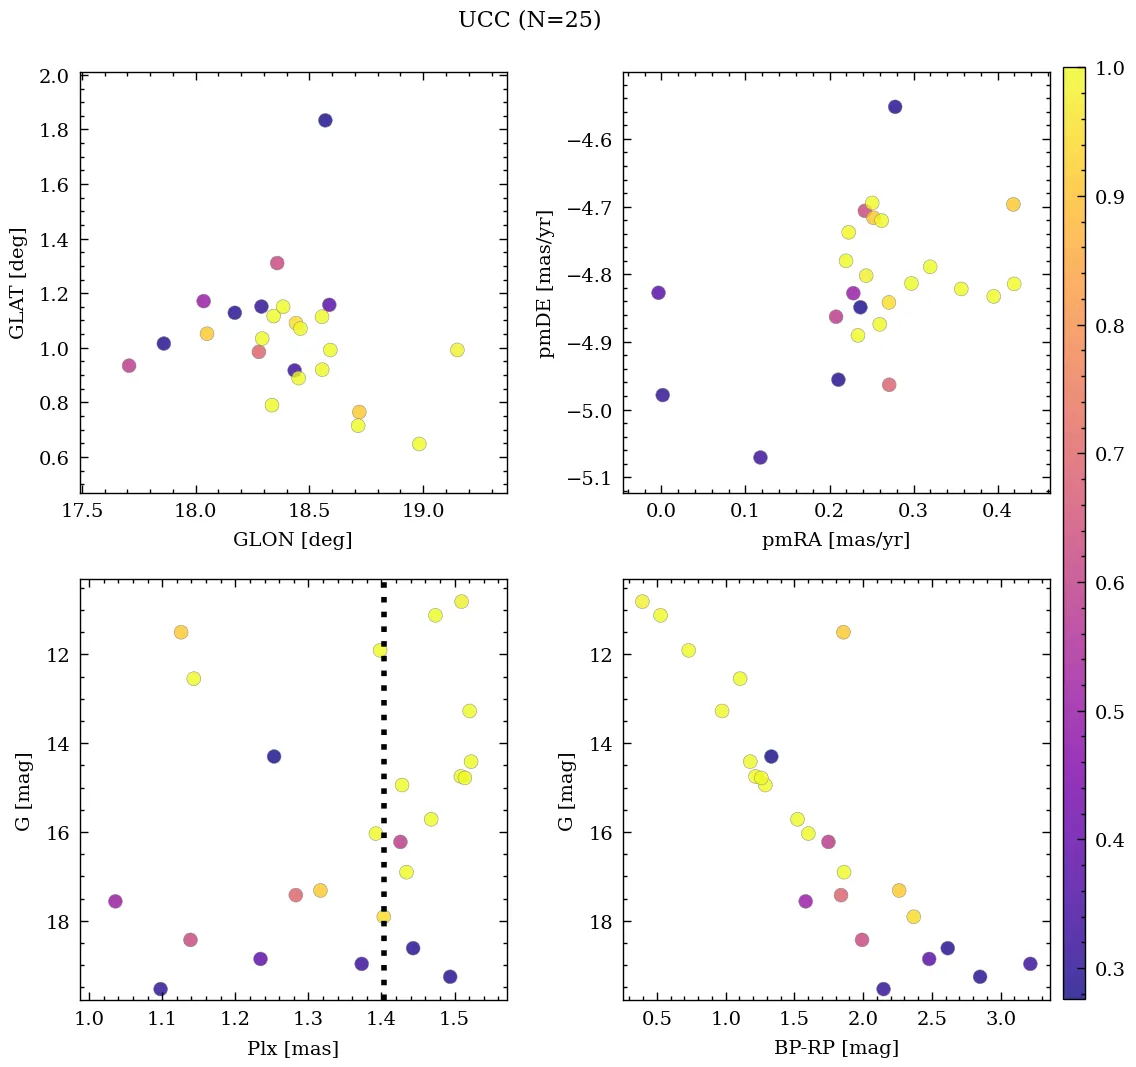 UCC (N=25)
2.0
1.8
1.6
1.4
1.2
1.0
0.8
0.6
GLAT [deg]
17.5 18.0 18.5 19.0
GLON [deg]
−4.6
−4.7
−4.8
−4.9
−5.0
−5.1
pmDE [mas/yr]
0.0 0.1 0.2 0.3 0.4
pmRA [mas/yr]
12
14
16
18
G [mag]
1.0 1.1 1.2 1.3 1.4 1.5
Plx [mas]
12
14
16
18
G [mag]
0.5 1.0 1.5 2.0 2.5 3.0
BP-RP [mag]
1.0
0.9
0.8
0.7
0.6
0.5
0.4
0.3